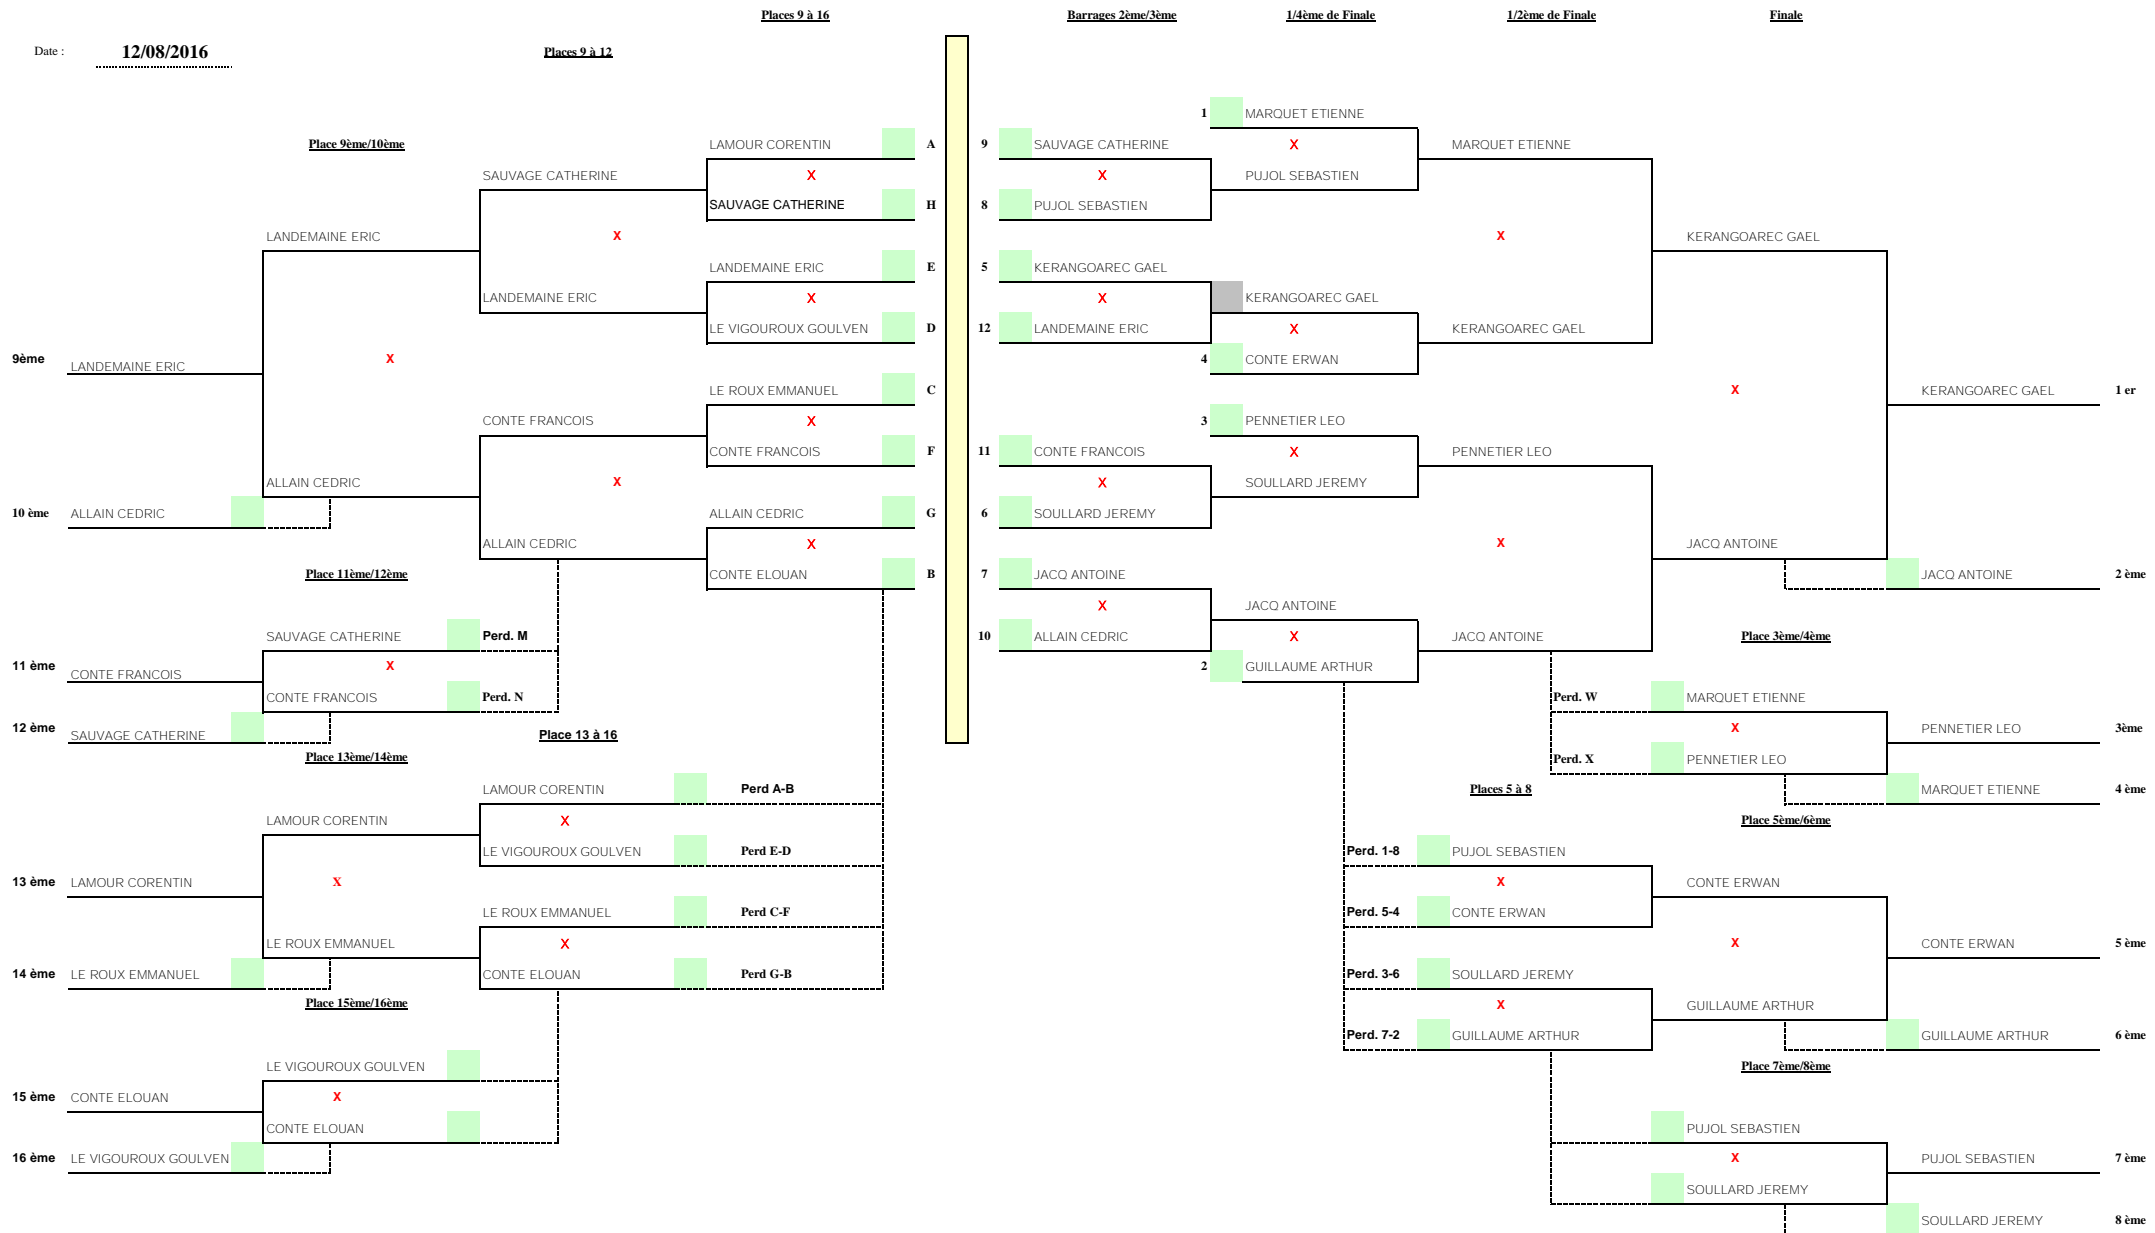 Places 9 à 16
Barrages 2ème/3ème
1/4ème de Finale
1/2ème de Finale
Finale
Date :
12/08/2016
Places 9 à 12
Place 9ème/10ème
LAMOUR CORENTIN
A
SAUVAGE CATHERINE
X
SAUVAGE CATHERINE
H
LANDEMAINE ERIC
X
LANDEMAINE ERIC
E
LANDEMAINE ERIC
X
LE VIGOUROUX GOULVEN
D
9ème
LANDEMAINE ERIC
X
LE ROUX EMMANUEL
C
CONTE FRANCOIS
X
CONTE FRANCOIS
F
ALLAIN CEDRIC
X
10 ème
ALLAIN CEDRIC
ALLAIN CEDRIC
G
ALLAIN CEDRIC
X
Place 11ème/12ème
CONTE ELOUAN
B
SAUVAGE CATHERINE
Perd. M
11 ème
CONTE FRANCOIS
X
CONTE FRANCOIS
Perd. N
12 ème
SAUVAGE CATHERINE
Place 13 à 16
Place 13ème/14ème
LAMOUR CORENTIN
Perd A-B
LAMOUR CORENTIN
X
LE VIGOUROUX GOULVEN
Perd E-D
13 ème
LAMOUR CORENTIN
X
LE ROUX EMMANUEL
Perd C-F
LE ROUX EMMANUEL
X
14 ème
LE ROUX EMMANUEL
CONTE ELOUAN
Perd G-B
Place 15ème/16ème
LE VIGOUROUX GOULVEN
15 ème
CONTE ELOUAN
X
CONTE ELOUAN
16 ème
LE VIGOUROUX GOULVEN
1
MARQUET ETIENNE
9
SAUVAGE CATHERINE
X
MARQUET ETIENNE
X
PUJOL SEBASTIEN
8
PUJOL SEBASTIEN
X
KERANGOAREC GAEL
5
KERANGOAREC GAEL
X
KERANGOAREC GAEL
12
LANDEMAINE ERIC
X
KERANGOAREC GAEL
4
CONTE ERWAN
X
KERANGOAREC GAEL
1 er
3
PENNETIER LEO
11
CONTE FRANCOIS
X
PENNETIER LEO
X
SOULLARD JEREMY
6
SOULLARD JEREMY
X
JACQ ANTOINE
7
JACQ ANTOINE
JACQ ANTOINE
2 ème
X
JACQ ANTOINE
10
ALLAIN CEDRIC
X
JACQ ANTOINE
Place 3ème/4ème
2
GUILLAUME ARTHUR
Perd. W
MARQUET ETIENNE
X
PENNETIER LEO
3ème
Perd. X
PENNETIER LEO
Places 5 à 8
MARQUET ETIENNE
4 ème
Place 5ème/6ème
Perd. 1-8
PUJOL SEBASTIEN
X
CONTE ERWAN
Perd. 5-4
CONTE ERWAN
X
CONTE ERWAN
5 ème
Perd. 3-6
SOULLARD JEREMY
X
GUILLAUME ARTHUR
Perd. 7-2
GUILLAUME ARTHUR
GUILLAUME ARTHUR
6 ème
Place 7ème/8ème
PUJOL SEBASTIEN
X
PUJOL SEBASTIEN
7 ème
SOULLARD JEREMY
SOULLARD JEREMY
8 ème